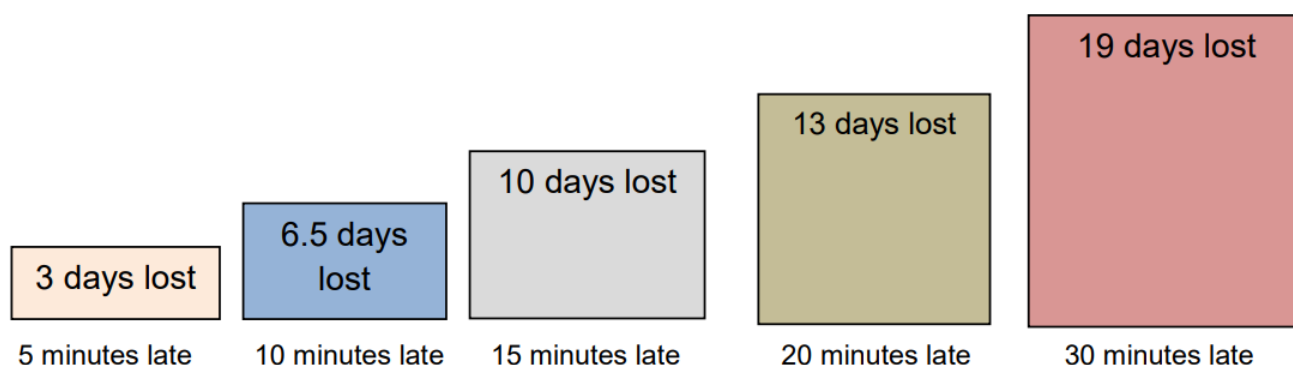 3 days lost
6.5 days
lost
10 days lost
13 days lost
19 days lost
5 minutes late
10 minutes late
15 minutes late
20 minutes late
30 minutes late